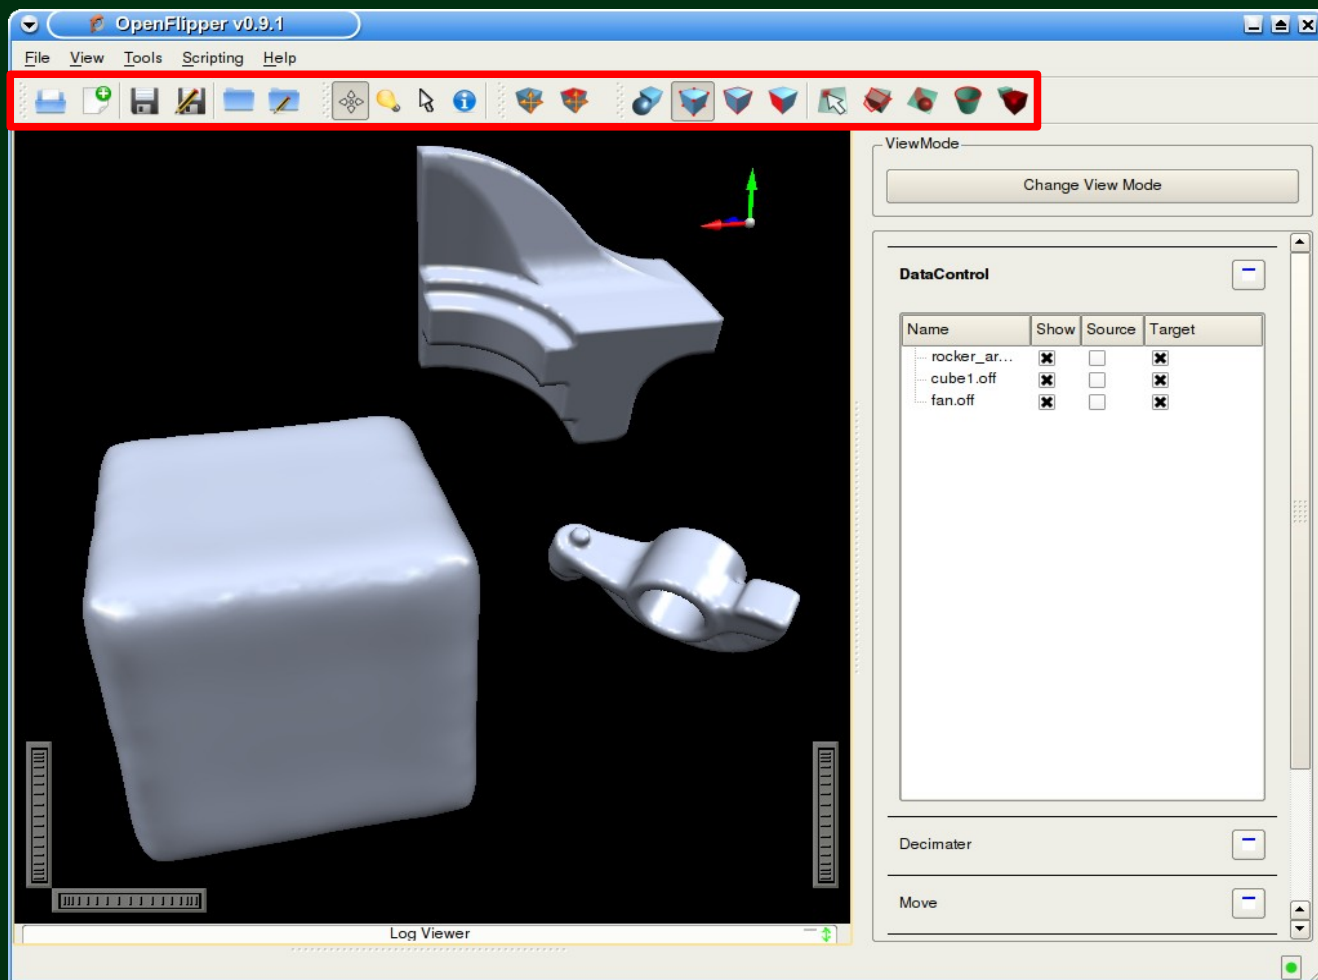 OpenFlipper v0.9.1
File View Tools Scripting Help
ViewMode
Change View Mode
DataControl
Name Show Source Target
rocker_ar...
cube1.off
fan.off
Decimater
Move
Log Viewer